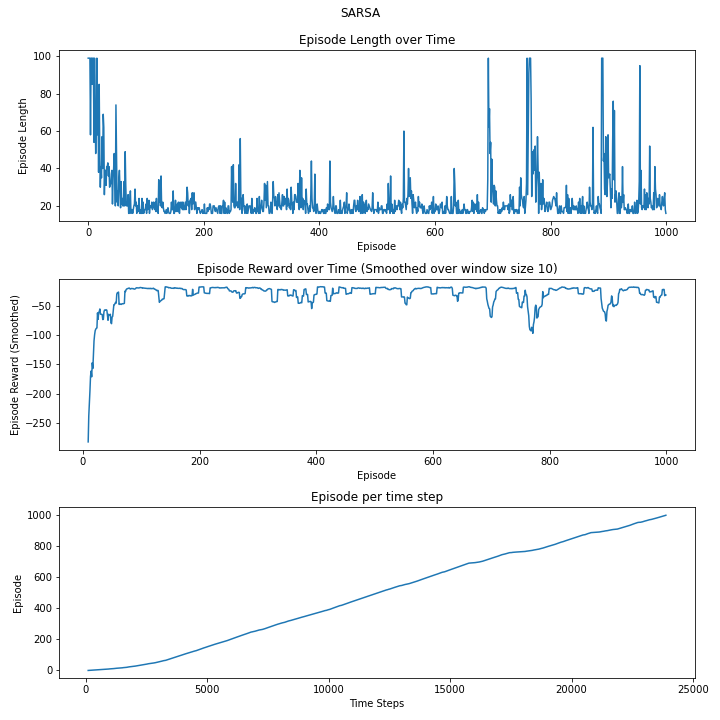 SARSA
Episode Length over Time
100
80
60
40
20
Episode Length
0 200 400 600 800 1000
Episode
Episode Reward over Time (Smoothed over window size 10)
−50
−100
−150
−200
−250
Episode Reward (Smoothed)
0 200 400 600 800 1000
Episode
Episode per time step
1000
800
600
400
200
0
Episode
0 5000 10000 15000 20000 25000
Time Steps